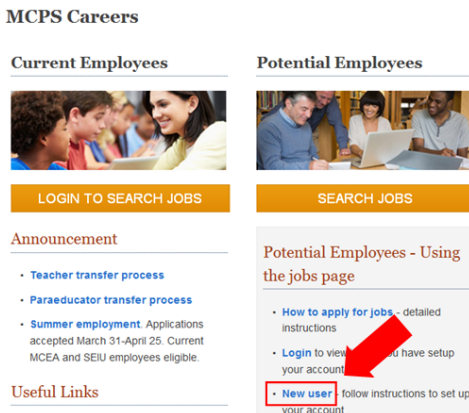 MCPS Careers
Current Employees
LOGIN TO SEARCH JOBS
Announcement
Teacher transfer process
Paraeducator transfer process
Summer employment. Applications
accepted March 31-April 25. Current
MCEA and SEIU employees eligible.
Useful Links
Potential Employees
SEARCH JOBS
Potential Employees - Using
the jobs page
How to apply for jobs - detailed
instructions
Login to view you have setup
your account
New user - follow instructions to set up
your account